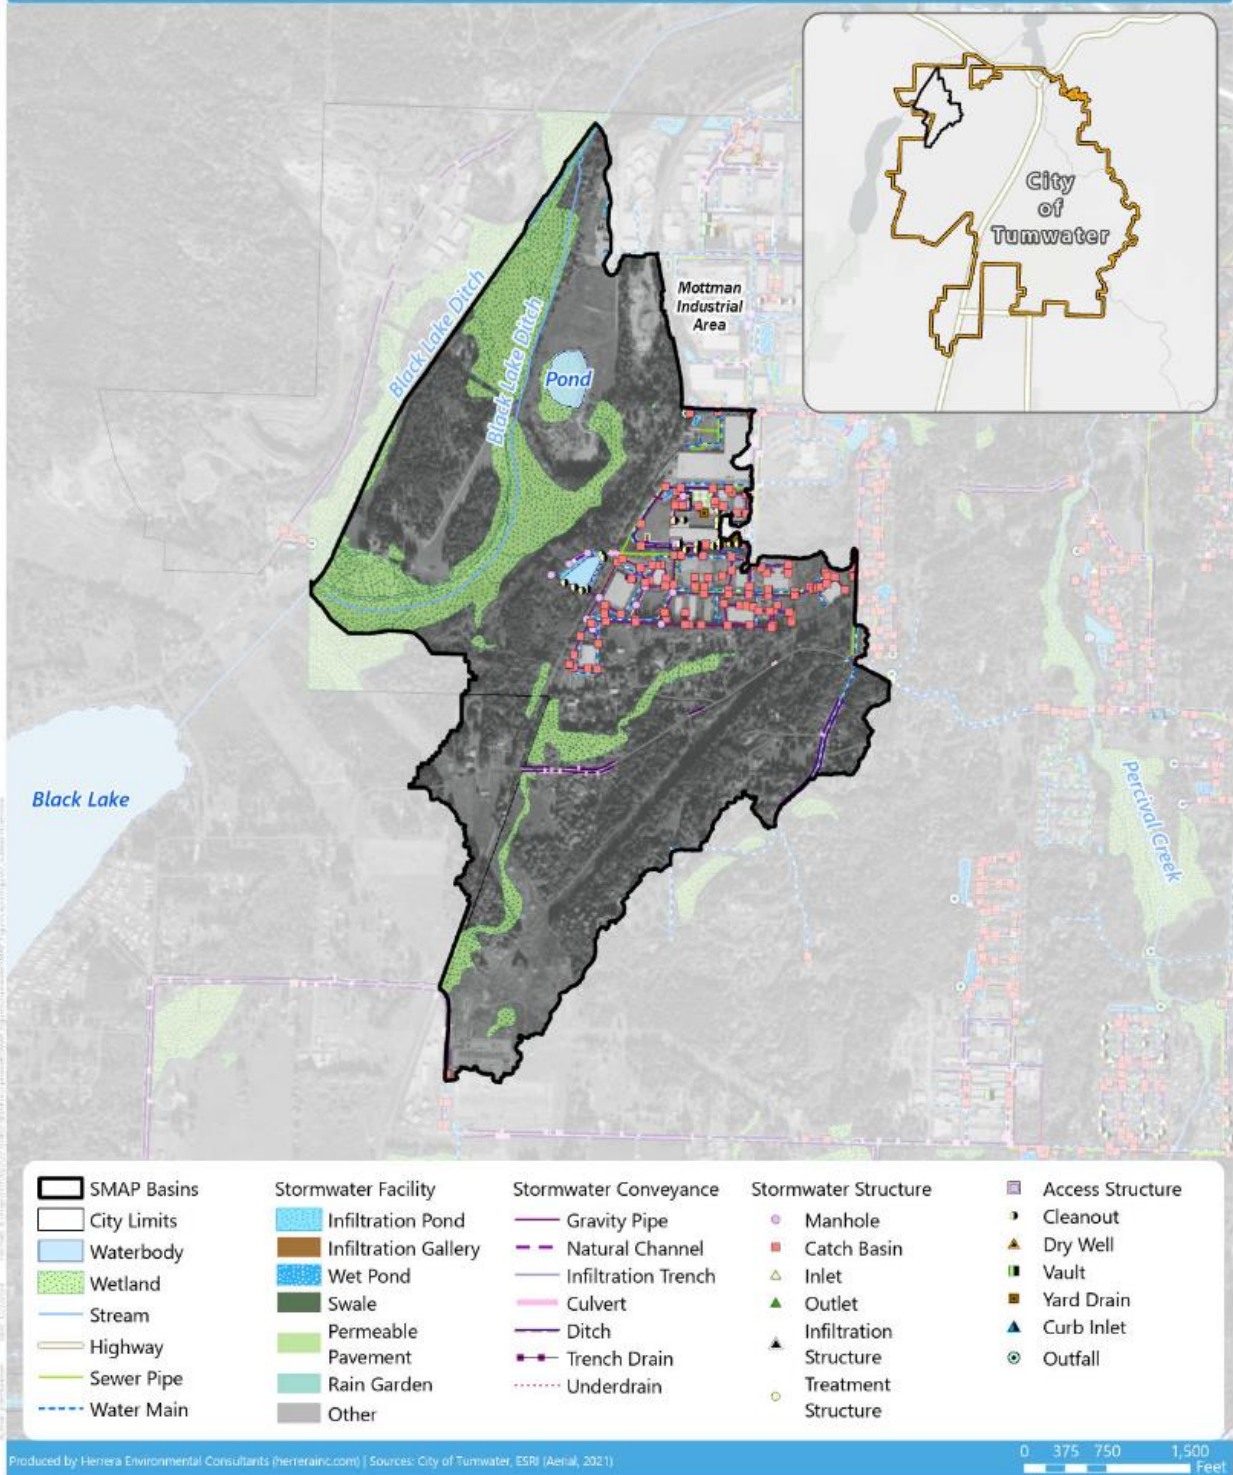 City
of
Tumwater
Mottman
Industrial
Area
Black Lake Ditch
Black Lake Ditch
Pond
Black Lake
Percival Creek
SMAP Basins
City Limits
Waterbody
Wetland
Stream
Highway
Sewer Pipe
Water Main
Stormwater Facility
Infiltration Pond
Infiltration Gallery
Wet Pond
Swale
Permeable
Pavement
Rain Garden
Other
Stormwater Conveyance
Gravity Pipe
Natural Channel
Infiltration Trench
Culvert
Ditch
Trench Drain
Underdrain
Stormwater Structure
Manhole
Catch Basin
Inlet
Outlet
Infiltration
Structure
Treatment
Structure
Access Structure
Cleanout
Dry Well
Vault
Yard Drain
Curb Inlet
Outfall
Produced by Herrera Environmental Consultants (herrerainc.com) | Sources: City of Tumwater, ESRI (Aerial, 2021)
0 375 750 1,500
Feet